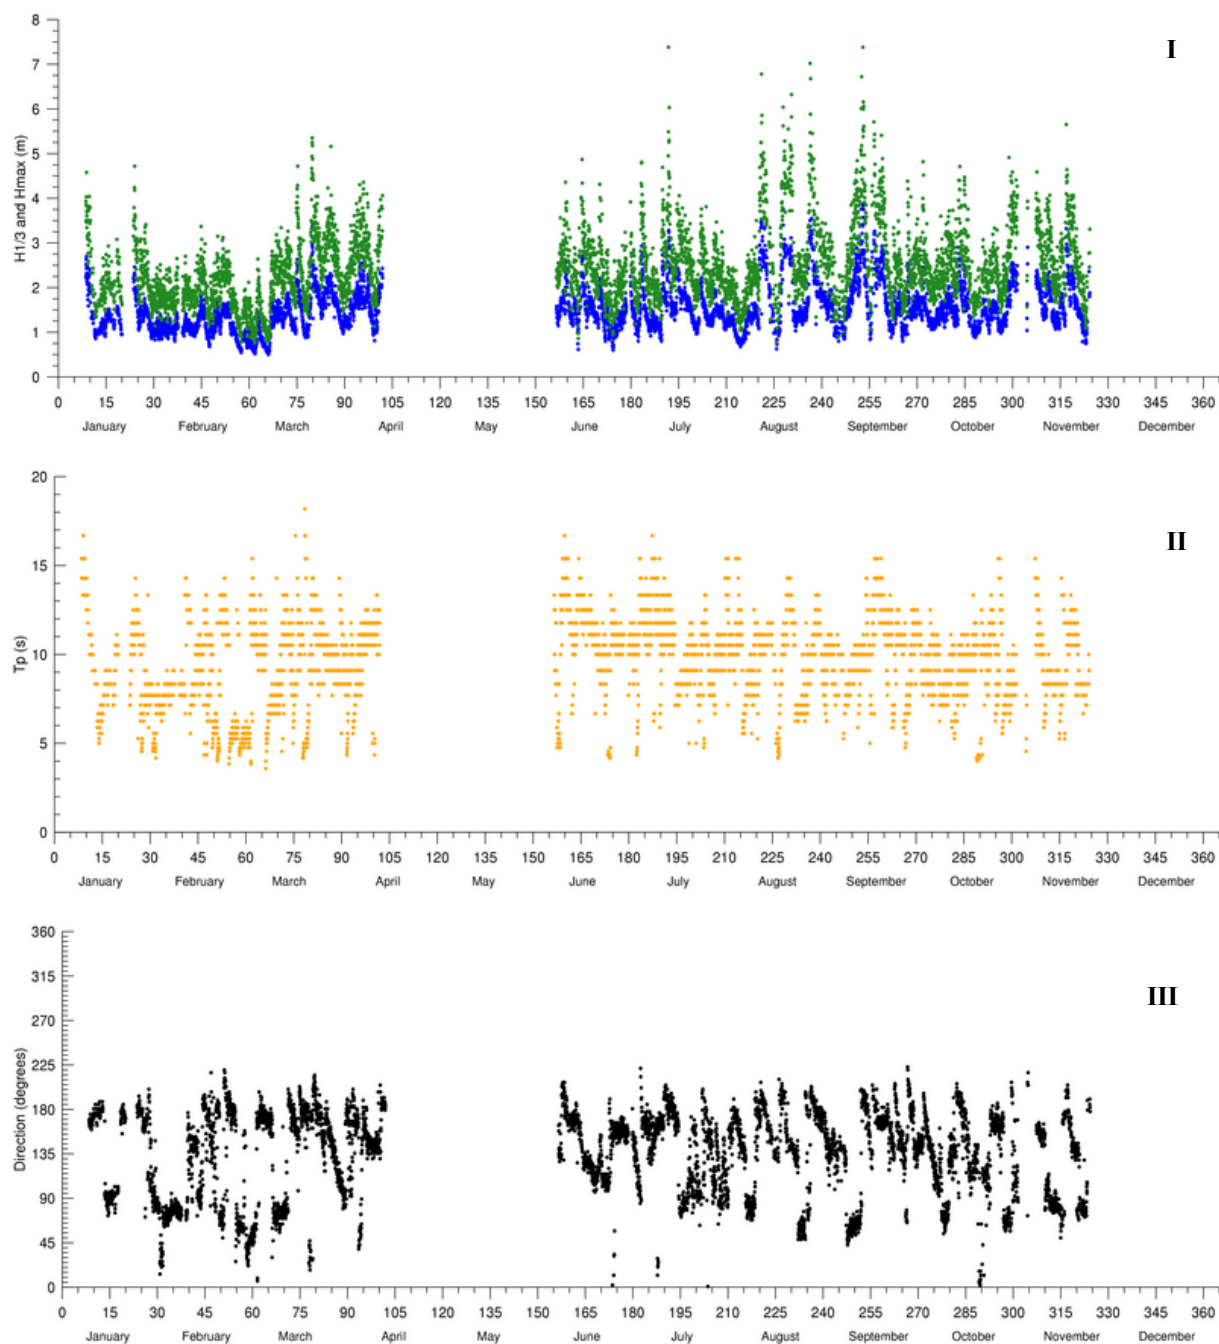 I
H1/3 and Hmax (m)
8
7
6
5
4
3
2
1
0
0 15 30 45 60 75 90 105 120 135 150 165 180 195 210 225 240 255 270 285 300 315 330 345 360
January February March April May June July August September October November December
II
Tp (s)
20
15
10
5
0
0 15 30 45 60 75 90 105 120 135 150 165 180 195 210 225 240 255 270 285 300 315 330 345 360
January February March April May June July August September October November December
III
Direction (degrees)
360
315
270
225
180
135
90
45
0
0 15 30 45 60 75 90 105 120 135 150 165 180 195 210 225 240 255 270 285 300 315 330 345 360
January February March April May June July August September October November December